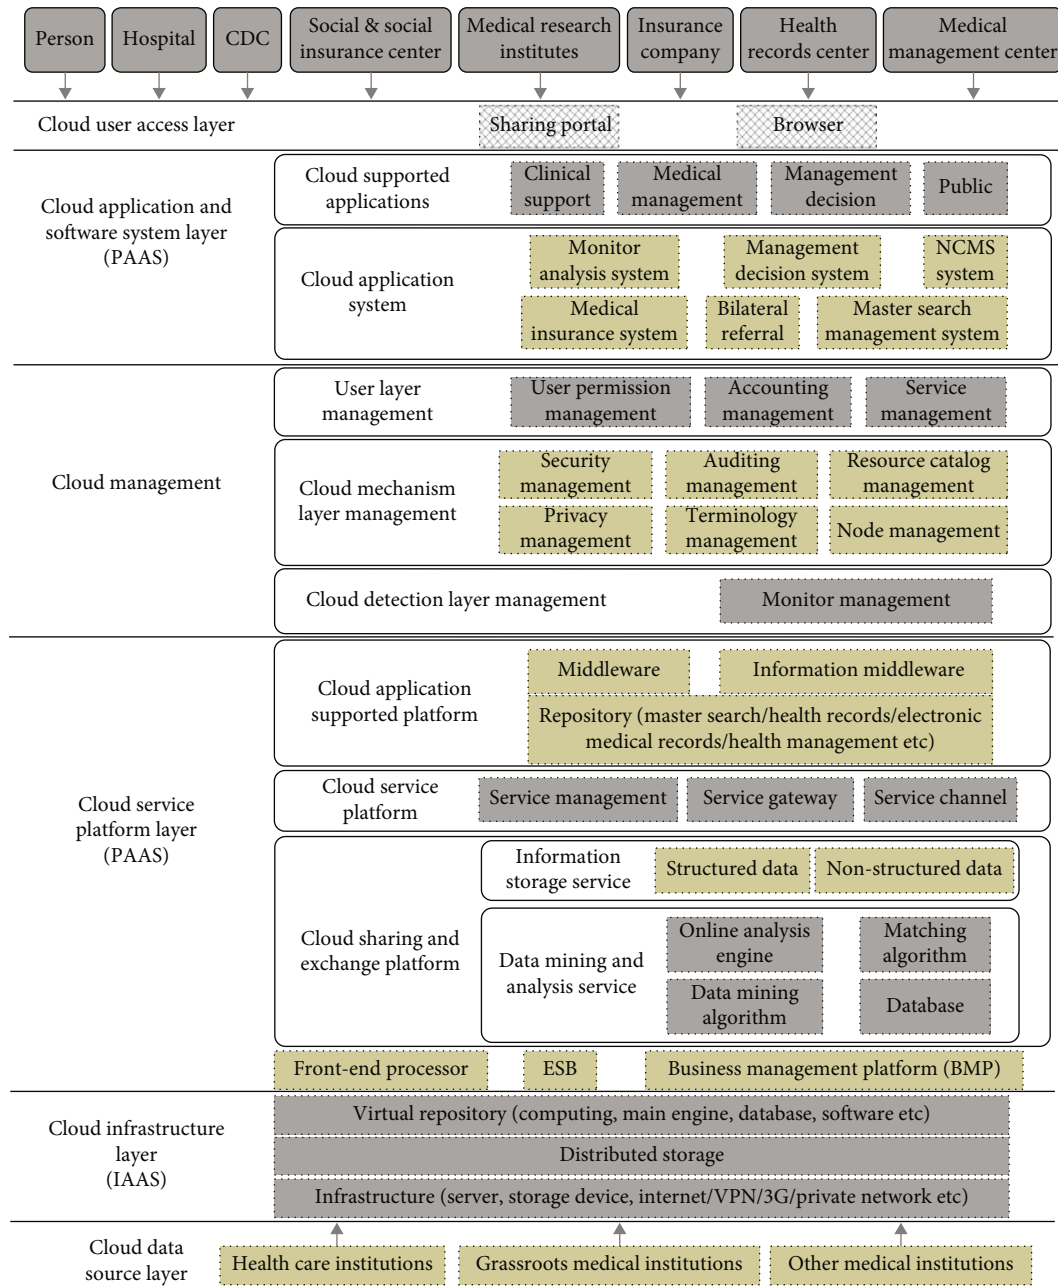 Person
Hospital
CDC
Social & social
insurance center
Medical research
institutes
Insurance
company
Health
records center
Medical
management center
Cloud user access layer
Sharing portal
Browser
Cloud application and
software system layer
(PAAS)
Cloud supported
applications
Clinical
support
Medical
management
Management
decision
Public
Cloud application
system
Monitor
analysis system
Management
decision system
NCMS
system
Medical
insurance system
Bilateral
referral
Master search
management system
Cloud management
User layer
management
User permission
management
Accounting
management
Service
management
Cloud mechanism
layer management
Security
management
Auditing
management
Resource catalog
management
Privacy
management
Terminology
management
Node management
Cloud detection layer management
Monitor management
Cloud service
platform layer
(PAAS)
Cloud application
supported platform
Middleware
Information middleware
Repository (master search/health records/electronic
medical records/health management etc)
Cloud service
platform
Service management
Service gateway
Service channel
Cloud sharing and
exchange platform
Information
storage service
Structured data
Non-structured data
Data mining and
analysis service
Online analysis
engine
Matching
algorithm
Data mining
algorithm
Database
Front-end processor
ESB
Business management platform (BMP)
Cloud infrastructure
layer
(IAAS)
Virtual repository (computing, main engine, database, software etc)
Distributed storage
Infrastructure (server, storage device, internet/VPN/3G/private network etc)
Cloud data
source layer
Health care institutions
Grassroots medical institutions
Other medical institutions